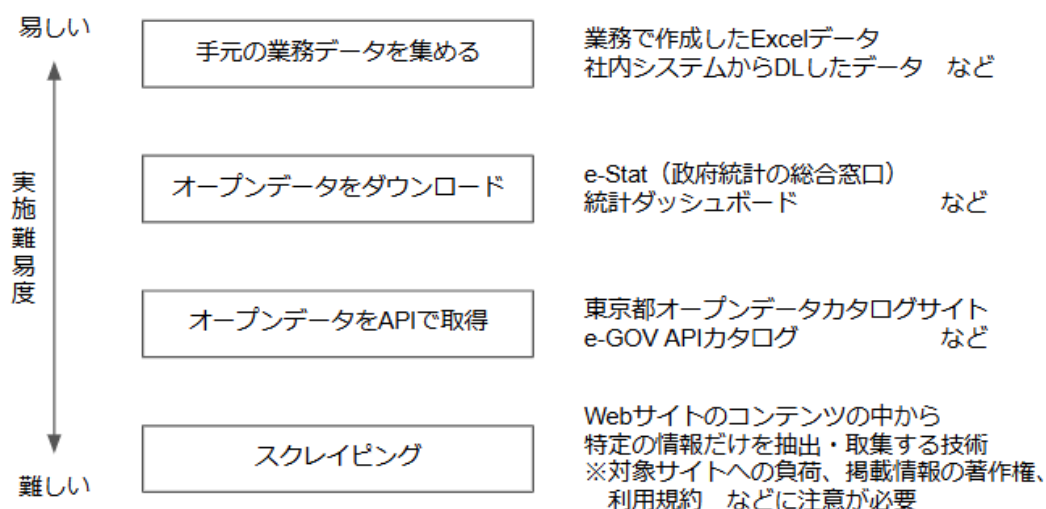 易しい
手元の業務データを集める
業務で作成したExcelデータ
社内システムからDLしたデータ　など
実施難易度
オープンデータをダウンロード
e-Stat（政府統計の総合窓口）
統計ダッシュボード　など
オープンデータをAPIで取得
東京都オープンデータカタログサイト
e-GOV APIカタログ　など
スクレイピング
Webサイトのコンテンツの中から
特定の情報だけを抽出・取集する技術
※対象サイトへの負荷、掲載情報の著作権、
利用規約　などに注意が必要
難しい